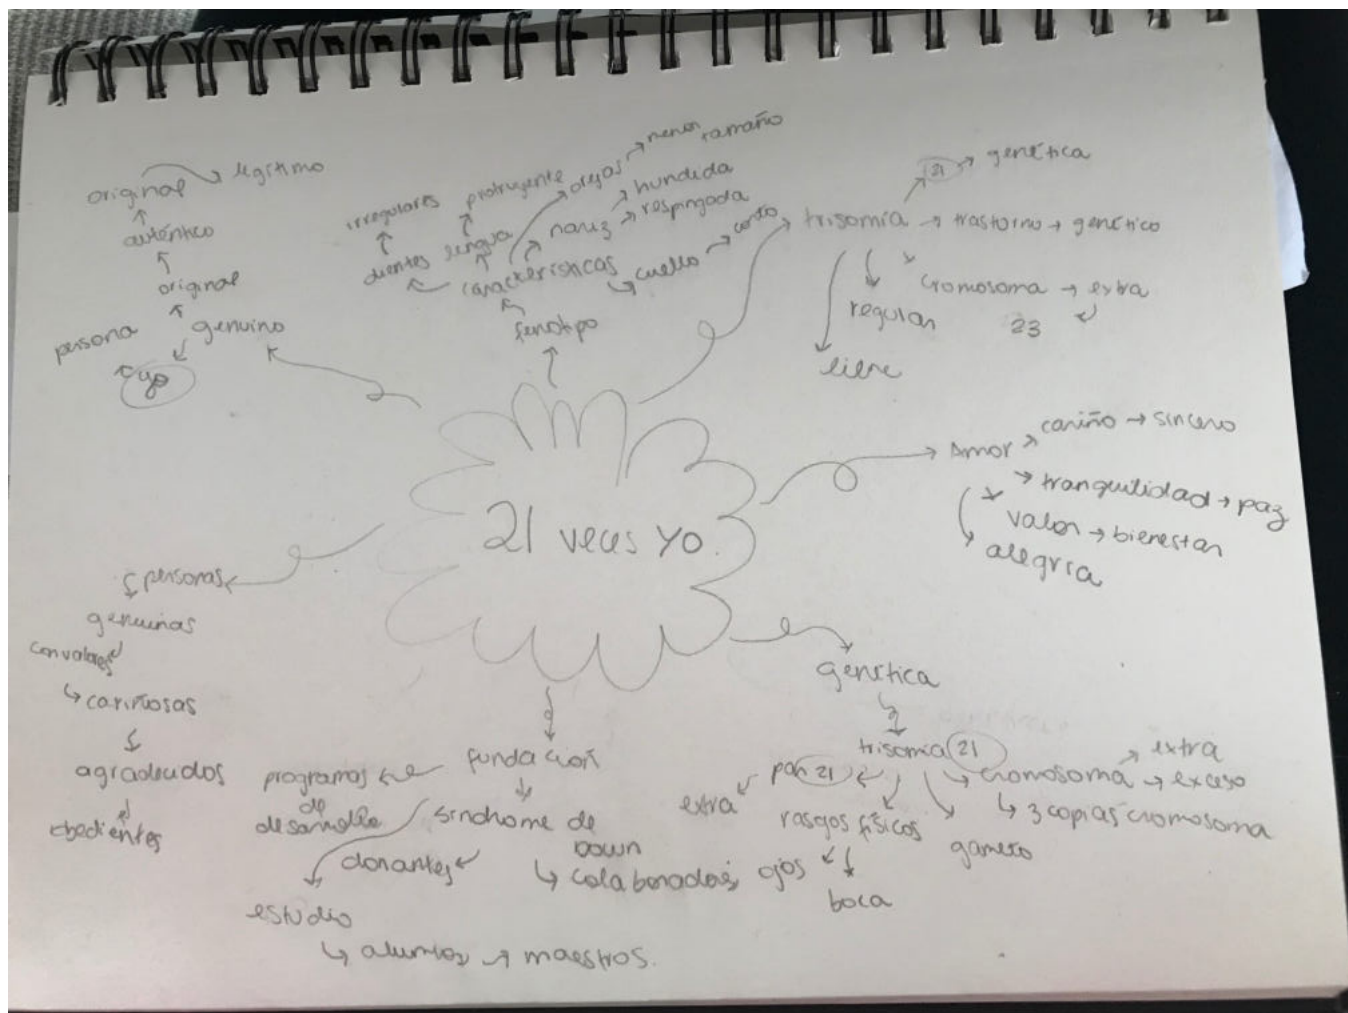 original → legítimo
↑
auténtico
↑
original
↑
genuino
persona
yo
irregulares
protruyente
orejas → menor tamaño
dientes
lengua
nariz → hundida
→ respingada
características
cuello → corto
fenotipo
trisomía → trastorno → genético
21 → genética
cromosoma → extra
regular
23
libre
Amor
cariño → sincero
→ tranquilidad → paz
valor → bienestar
alegría
21 veces yo.
personas
genuinas
con valores
cariñosas
agradecidos
obedientes
fundación
programas
de
desarrollo
síndrome de
Down
colaboradores
donantes
estudio
alumnos → maestros.
genética
trisomía 21
par 21
extra
rasgos físicos
ojos
boca
gameto
cromosoma → exceso
extra
3 copias cromosoma